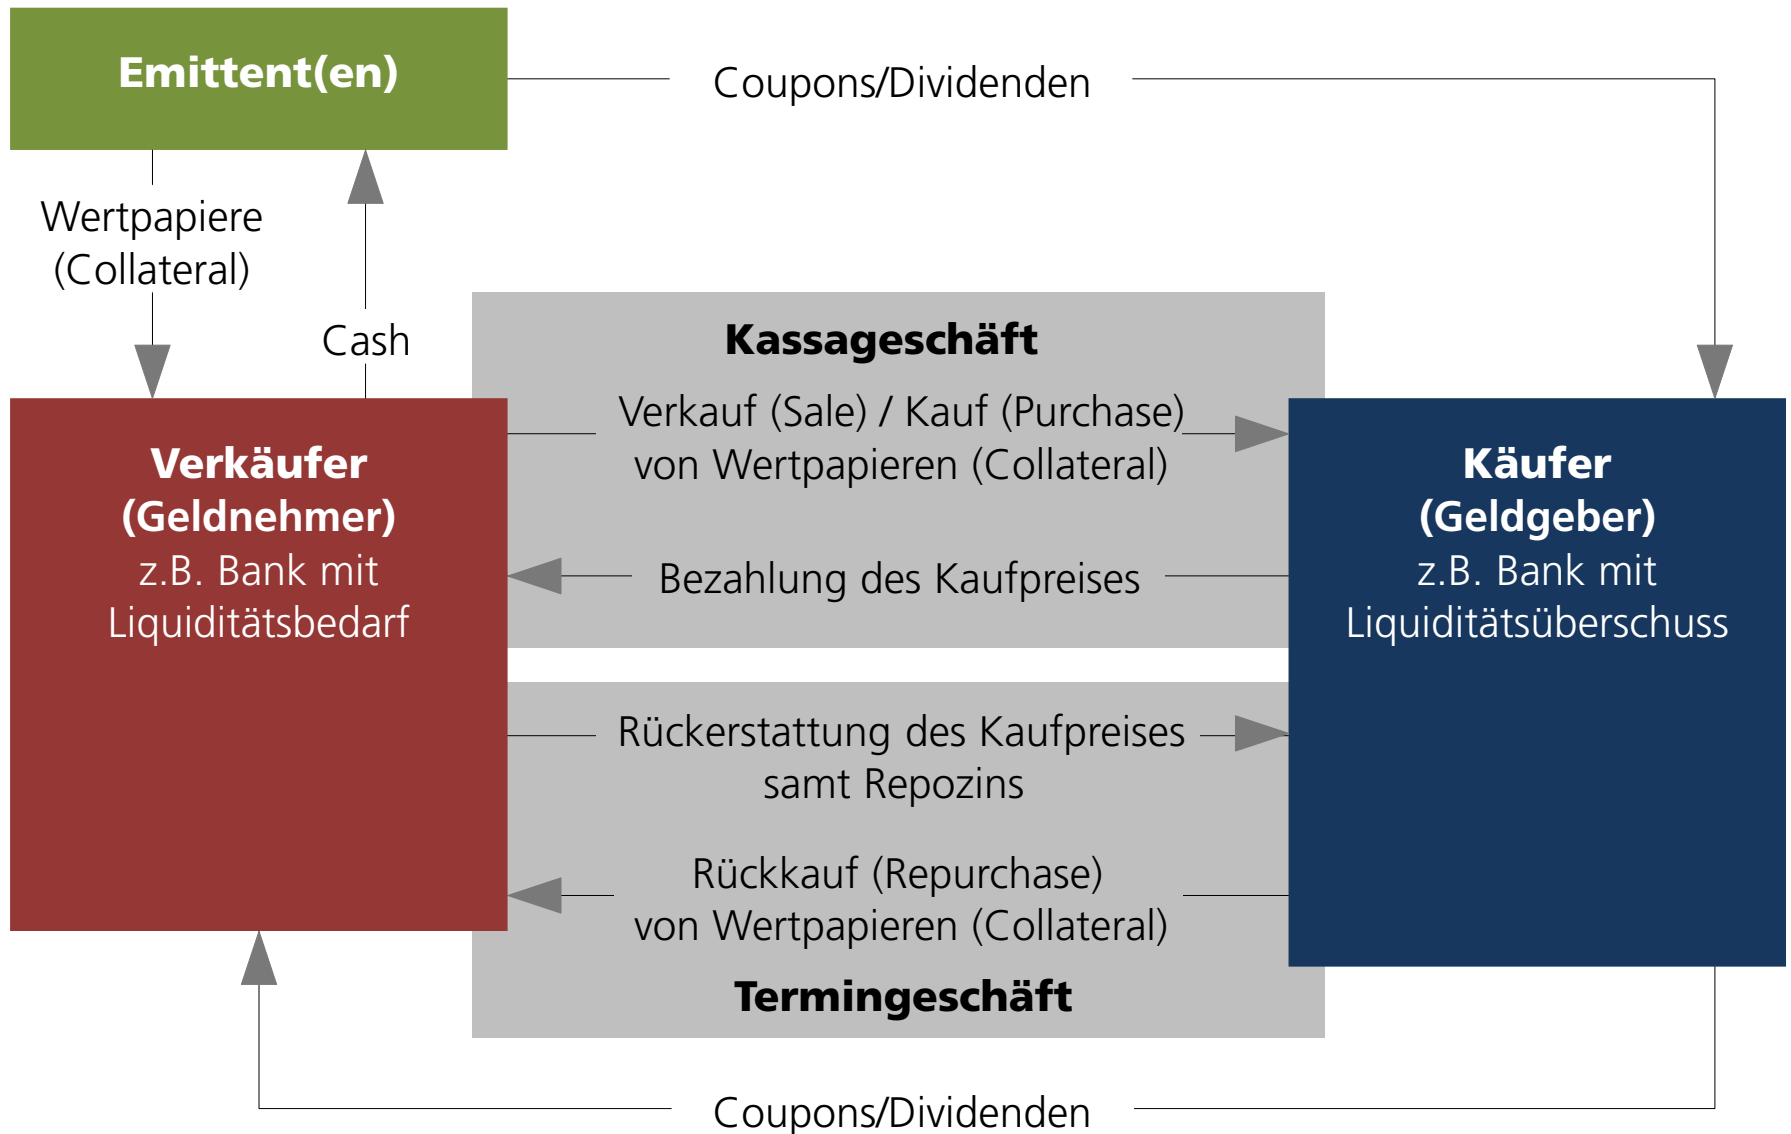 Emittent(en)
Coupons/Dividenden
Wertpapiere
(Collateral)
Cash
Kassageschäft
Verkauf (Sale) / Kauf (Purchase)
von Wertpapieren (Collateral)
Verkäufer
(Geldnehmer)
z.B. Bank mit
Liquiditätsbedarf
Käufer
(Geldgeber)
z.B. Bank mit
Liquiditätsüberschuss
Bezahlung des Kaufpreises
Rückerstattung des Kaufpreises
samt Repozins
Rückkauf (Repurchase)
von Wertpapieren (Collateral)
Termingeschäft
Coupons/Dividenden